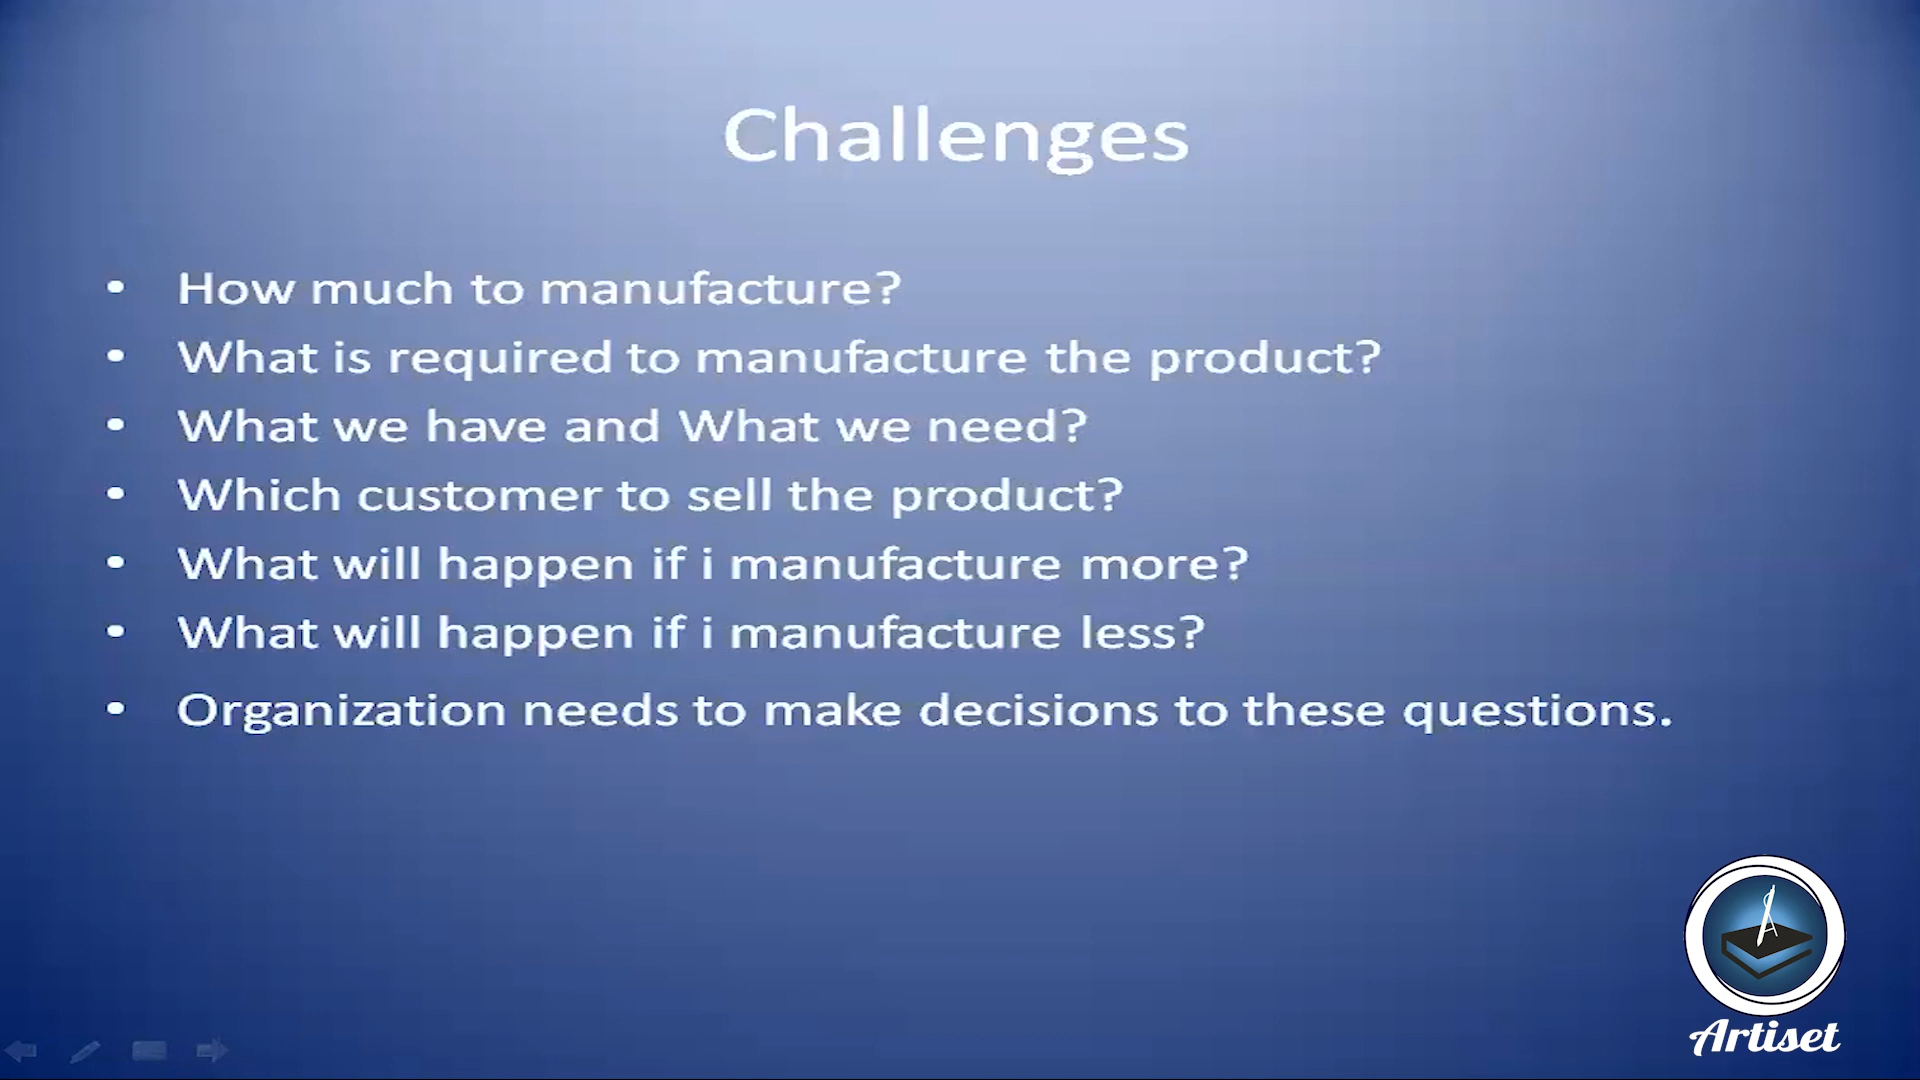 Challenges
• How much to manufacture?
• What is required to manufacture the product?
• What we have and What we need?
• Which customer to sell the product?
• What will happen if i manufacture more?
• What will happen if i manufacture less?
• Organization needs to make decisions to these questions.
Artiset